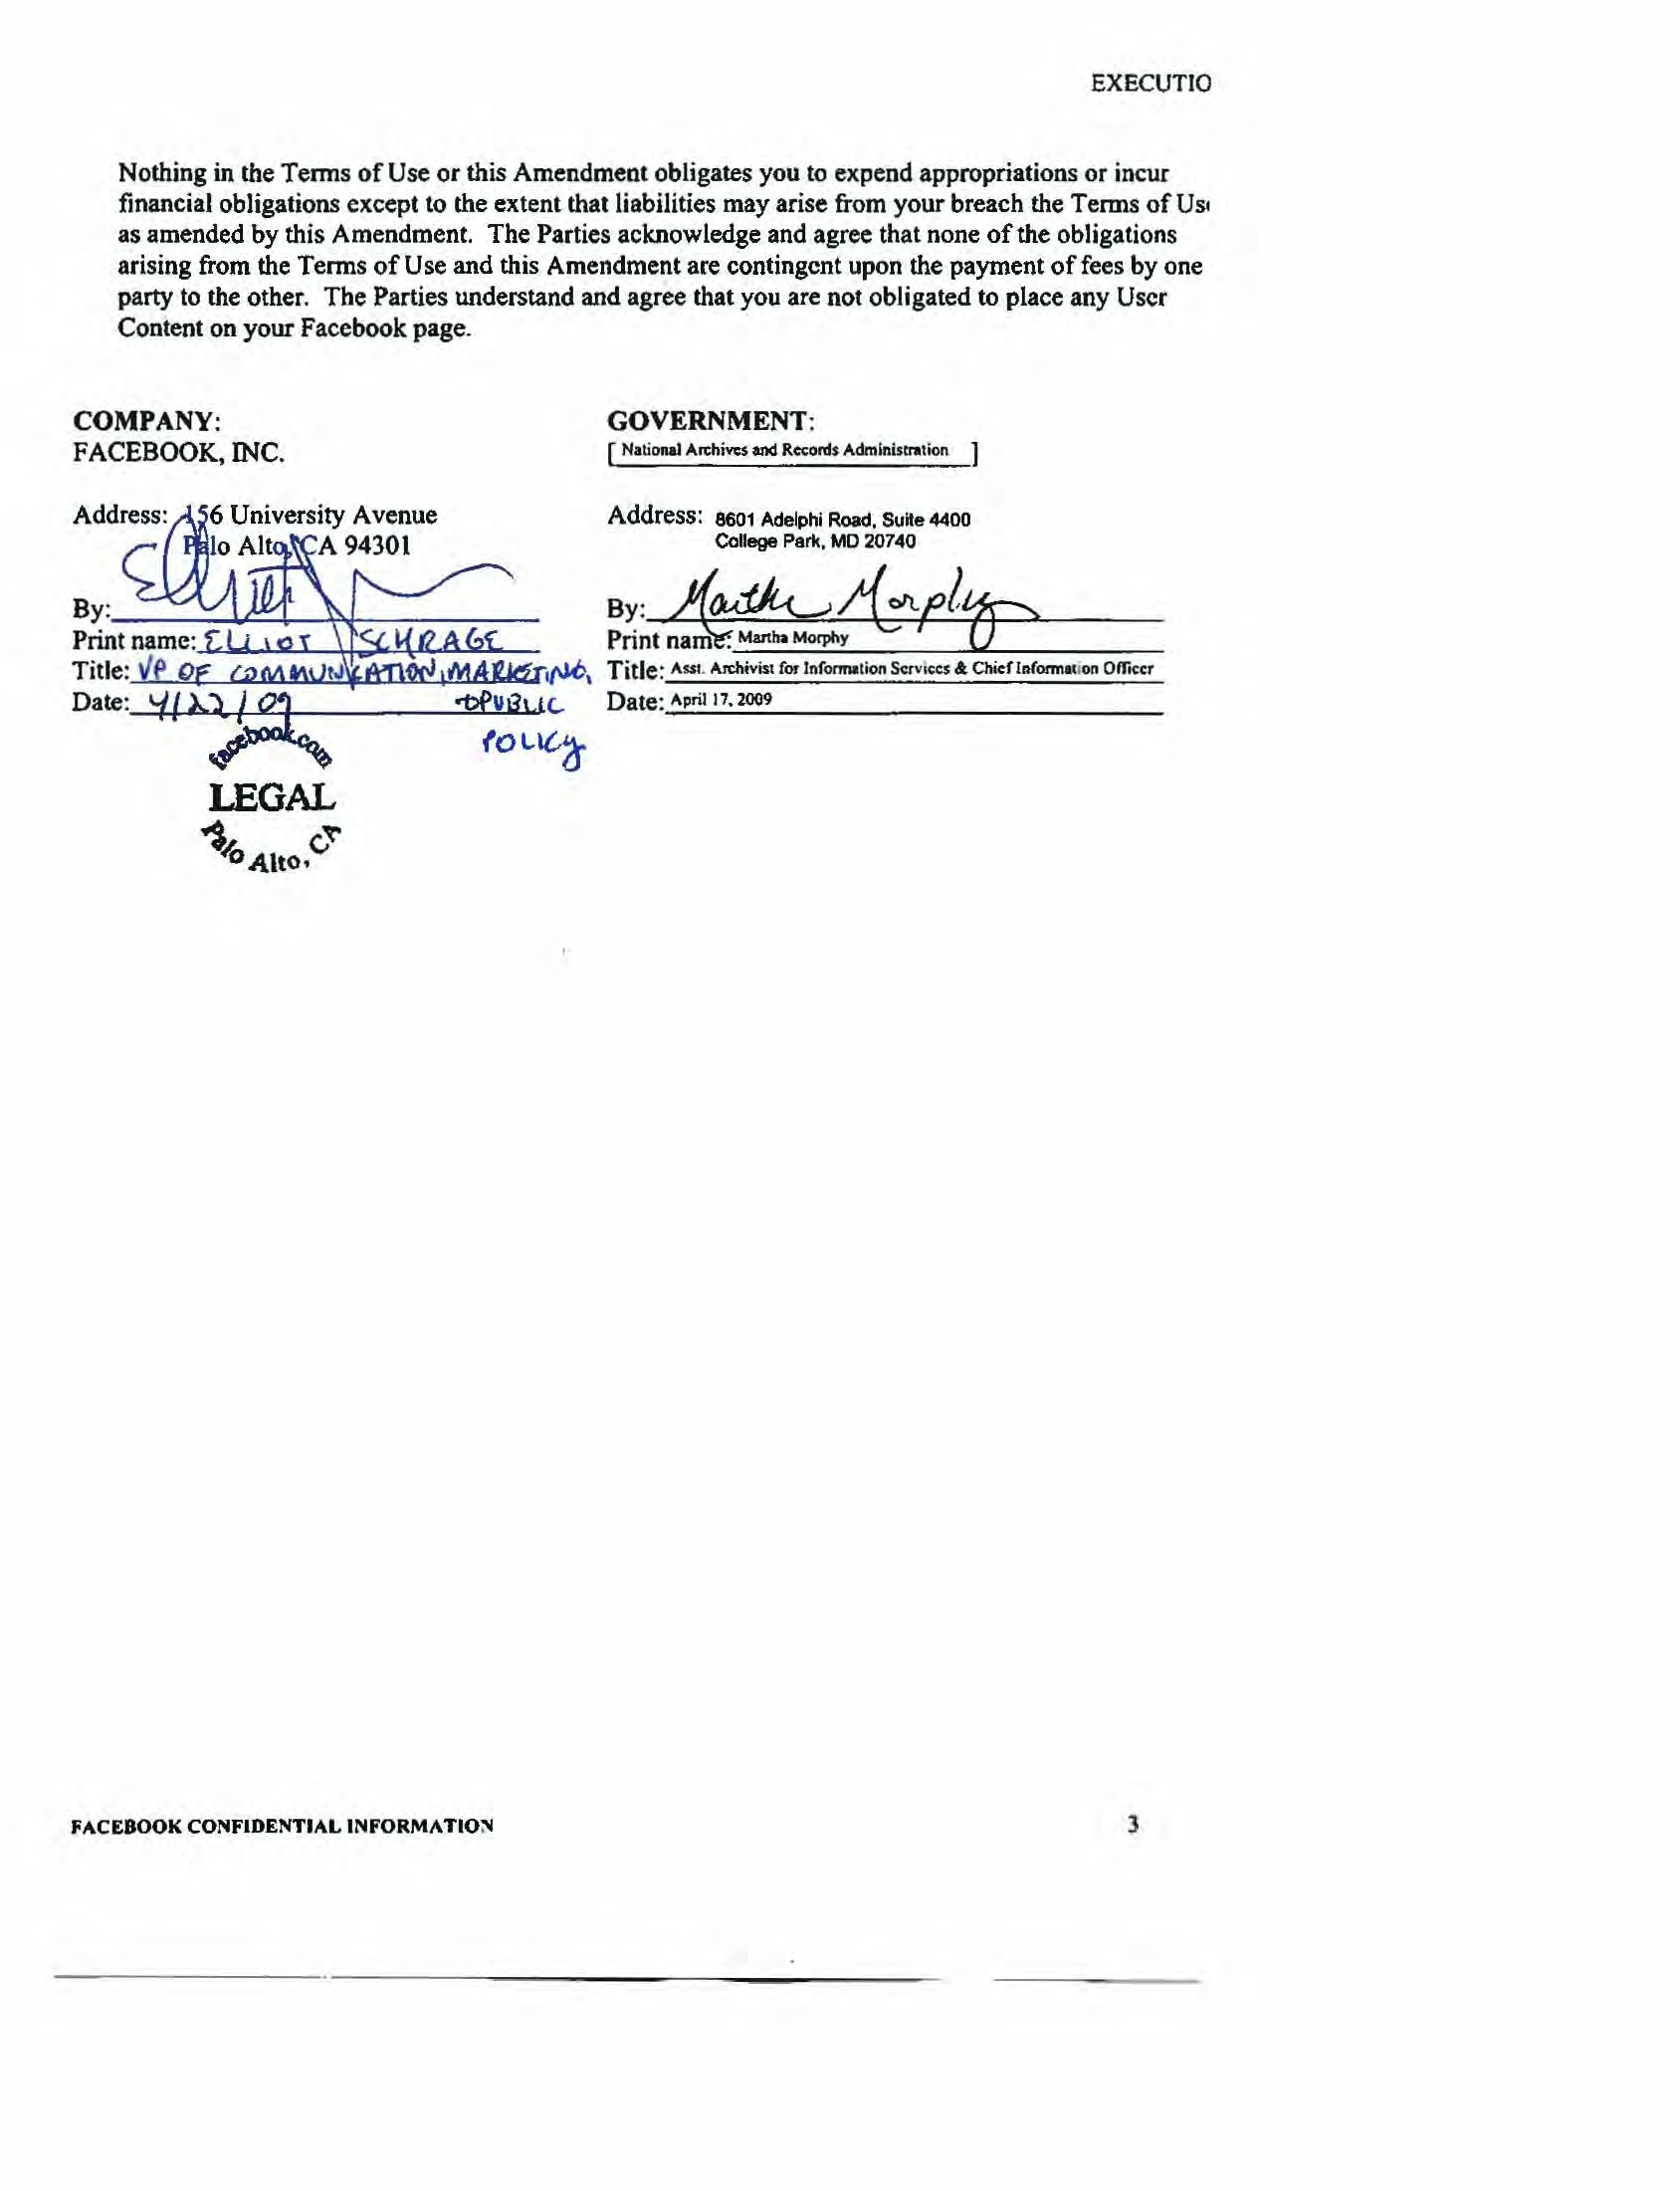 EXECUTIO
Nothing in the Terms of Use or this Amendment obligates you to expend appropriations or incur
financial obligations except to the extent that liabilities may arise from your breach the Terms of Us
as amended by this Amendment. The Parties acknowledge and agree that none of the obligations
arising from the Terms of Use and this Amendment are contingent upon the payment of fees by one
party to the other. The Parties understand and agree that you are not obligated to place any User
Content on your Facebook page.
COMPANY:
FACEBOOK, INC.
Address: 156 University Avenue
Palo Alto, CA 94301
By: Elliot
Print name: ELLIOT SCHRAGE
Title: VP OF COMMUNICATION, MARKETING,
Date: 4/22/09 + PUBLIC
POLICY
facebook.com
LEGAL
Palo Alto, CA
GOVERNMENT:
[ National Archives and Records Administration ]
Address: 8601 Adelphi Road, Suite 4400
College Park, MD 20740
By: Martha Morphy
Print name: Martha Morphy
Title: Asst. Archivist for Information Services & Chief Information Officer
Date: April 17, 2009
FACEBOOK CONFIDENTIAL INFORMATION 3